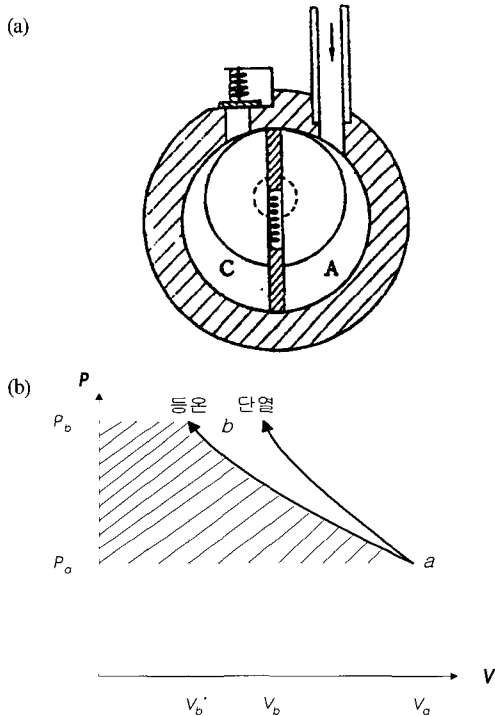 (a)
C A
(b)
P
등온 단열
P_b b
P_a a
V_b' V_b V_a V